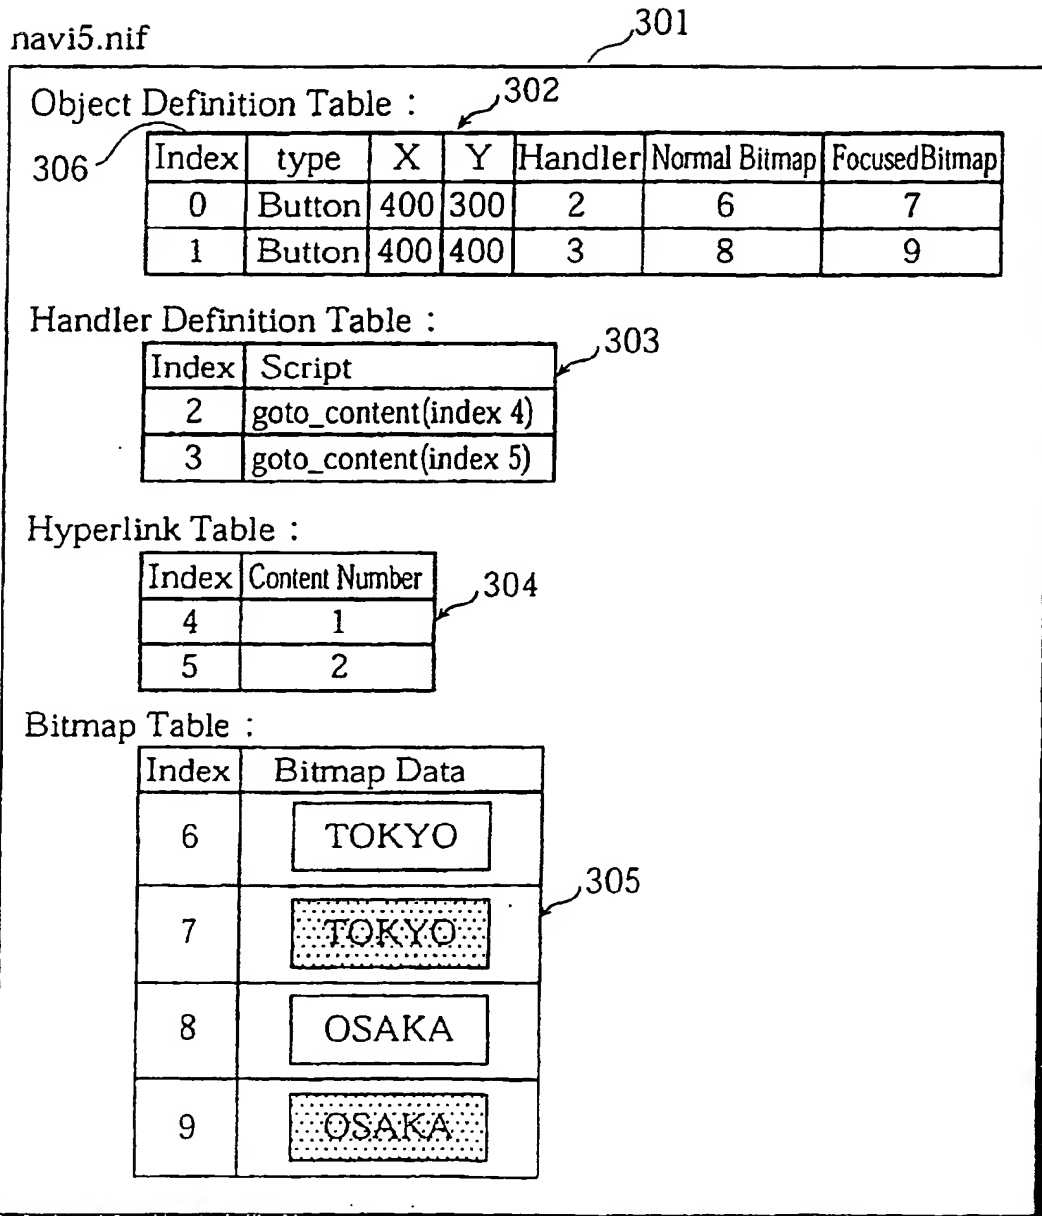 301
navi5.nif
Object Definition Table :
302
306
Index type X Y Handler Normal Bitmap FocusedBitmap
0 Button 400 300 2 6 7
1 Button 400 400 3 8 9
Handler Definition Table :
303
Index Script
2 goto_content(index 4)
3 goto_content(index 5)
Hyperlink Table :
304
Index Content Number
4 1
5 2
Bitmap Table :
Index Bitmap Data
6 TOKYO
305
7 TOKYO
8 OSAKA
9 OSAKA